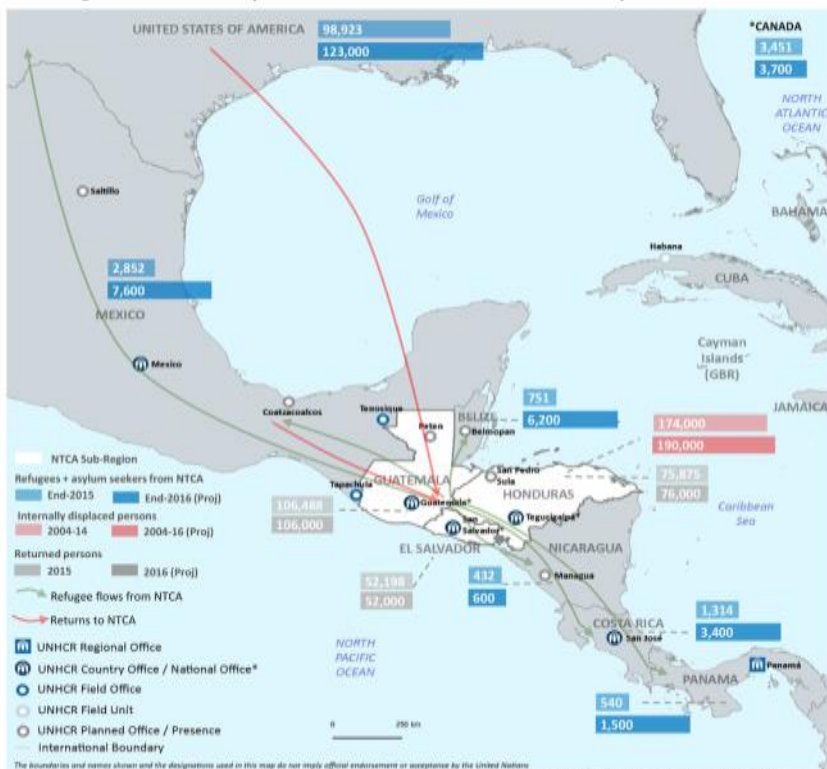 UNITED STATES OF AMERICA
98,923
123,000
*CANADA
3,451
3,700
NORTH
ATLANTIC
OCEAN
Saltillo
Gulf of
Mexico
BAHAMA
Habana
CUBA
2,852
7,600
MEXICO
Cayman
Islands
(GBR)
Mexico
JAMAICA
Coatzacoalcos
Tenosique
751
6,200
BELIZE
Peten
Belmopan
174,000
190,000
NTCA Sub-Region
Refugees + asylum seekers from NTCA
End-2015
End-2016 (Proj)
Internally displaced persons
2004-14
2004-16 (Proj)
Returned persons
2015
2016 (Proj)
Refugee flows from NTCA
Returns to NTCA
UNHCR Regional Office
UNHCR Country Office / National Office*
UNHCR Field Office
UNHCR Field Unit
UNHCR Planned Office / Presence
International Boundary
San Pedro
Sula
75,875
76,000
GUATEMALA
Tapachula
HONDURAS
Guatemala*
106,488
106,000
San
Salvador*
Tegucigalpa*
Caribbean
Sea
EL SALVADOR
NICARAGUA
52,198
52,000
432
600
Managua
1,314
3,400
COSTA RICA
San José
NORTH
PACIFIC
OCEAN
Panamá
PANAMA
540
1,500
0
250 km
The boundaries and names shown and the designations used in this map do not imply official endorsement or acceptance by the United Nations